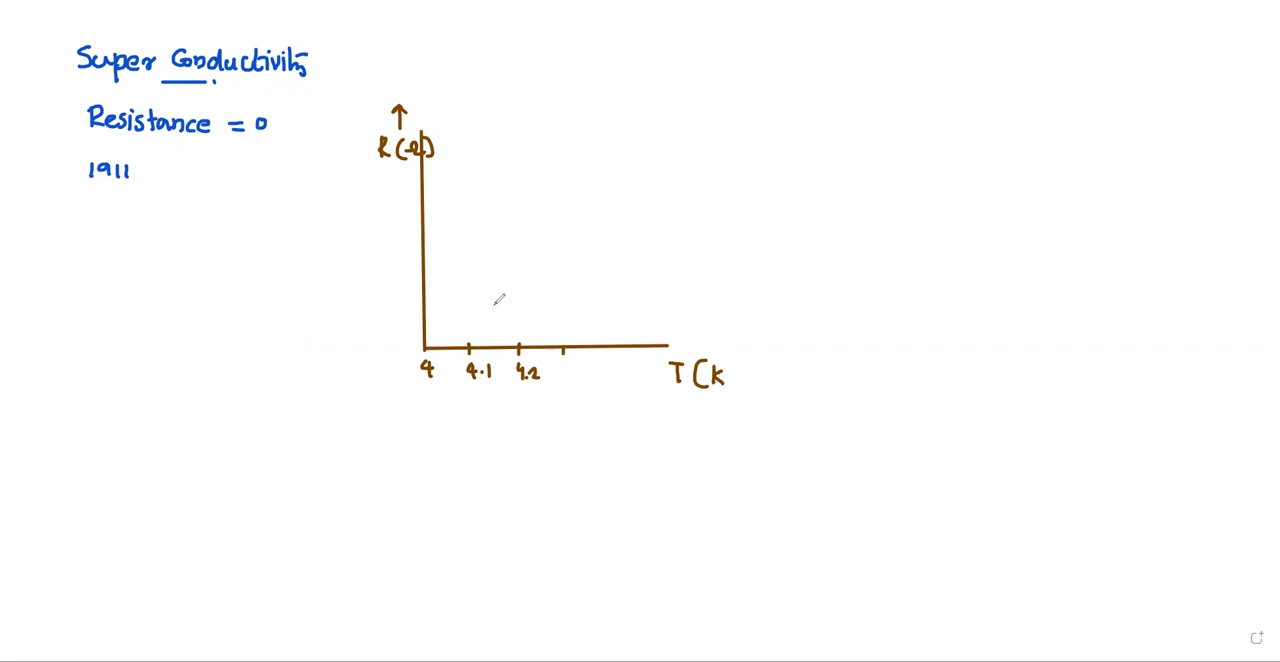 Super Conductivity
Resistance = 0
1911
R(Ω)
4 4.1 4.2
T(K